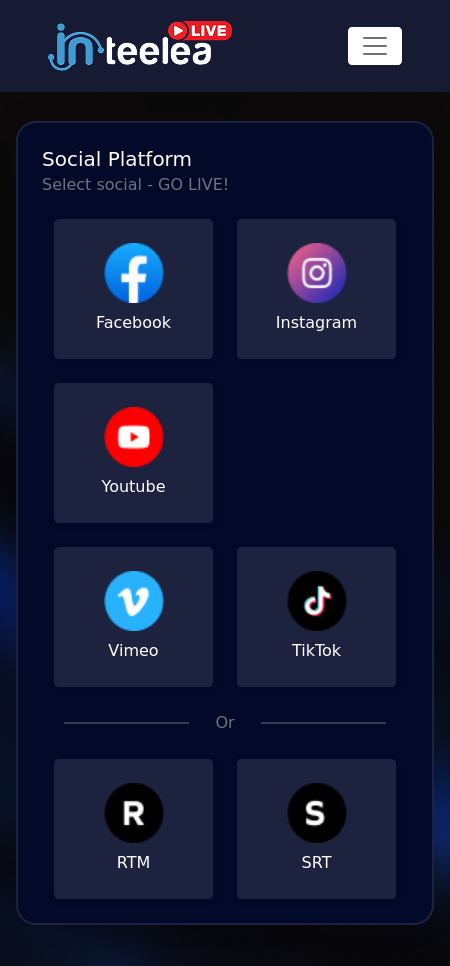 inteelea LIVE
Social Platform
Select social - GO LIVE!
Facebook
Instagram
Youtube
Vimeo
TikTok
Or
R
S
RTM
SRT